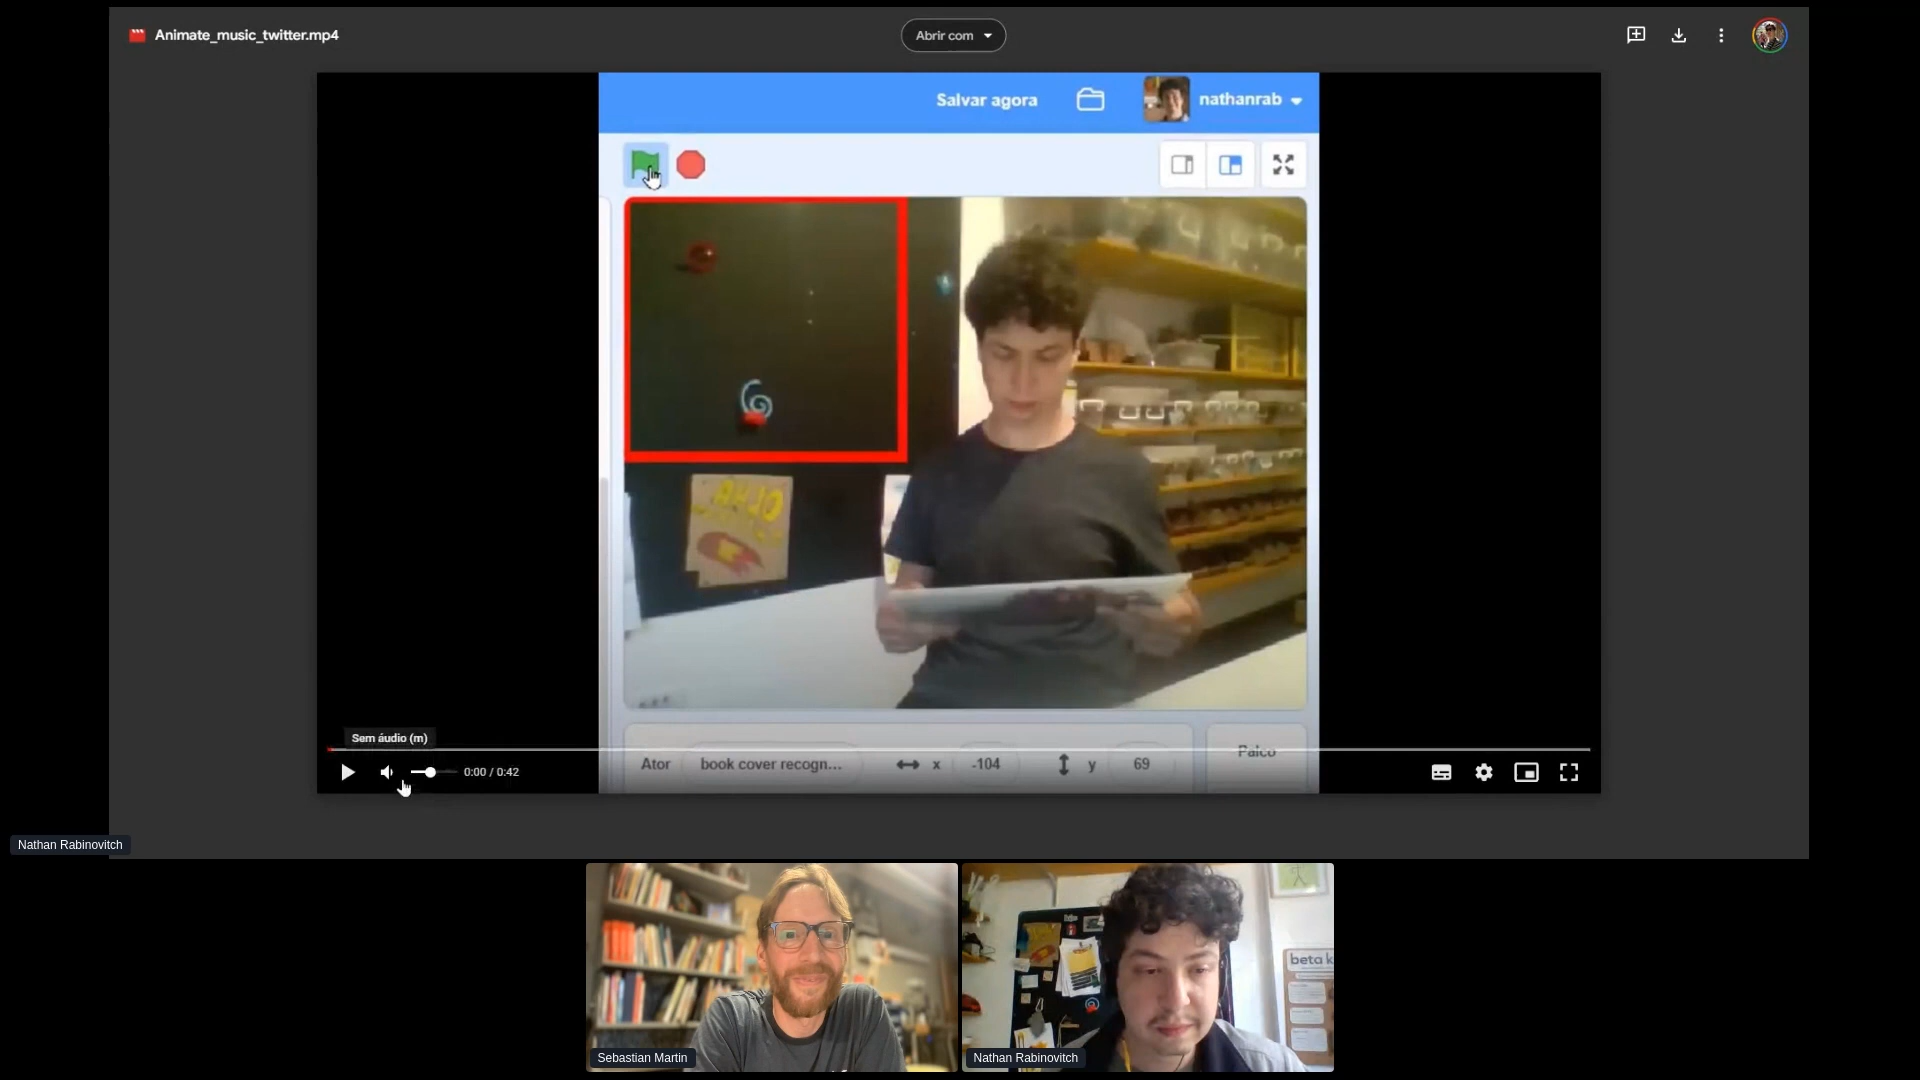 Animate_music_twitter.mp4
Abrir com
Salvar agora
nathanrab
Sem áudio (m)
0:00 / 0:42
Ator
book cover recogn...
x
-104
y
69
Palco
Nathan Rabinovitch
Sebastian Martin
Nathan Rabinovitch
beta k